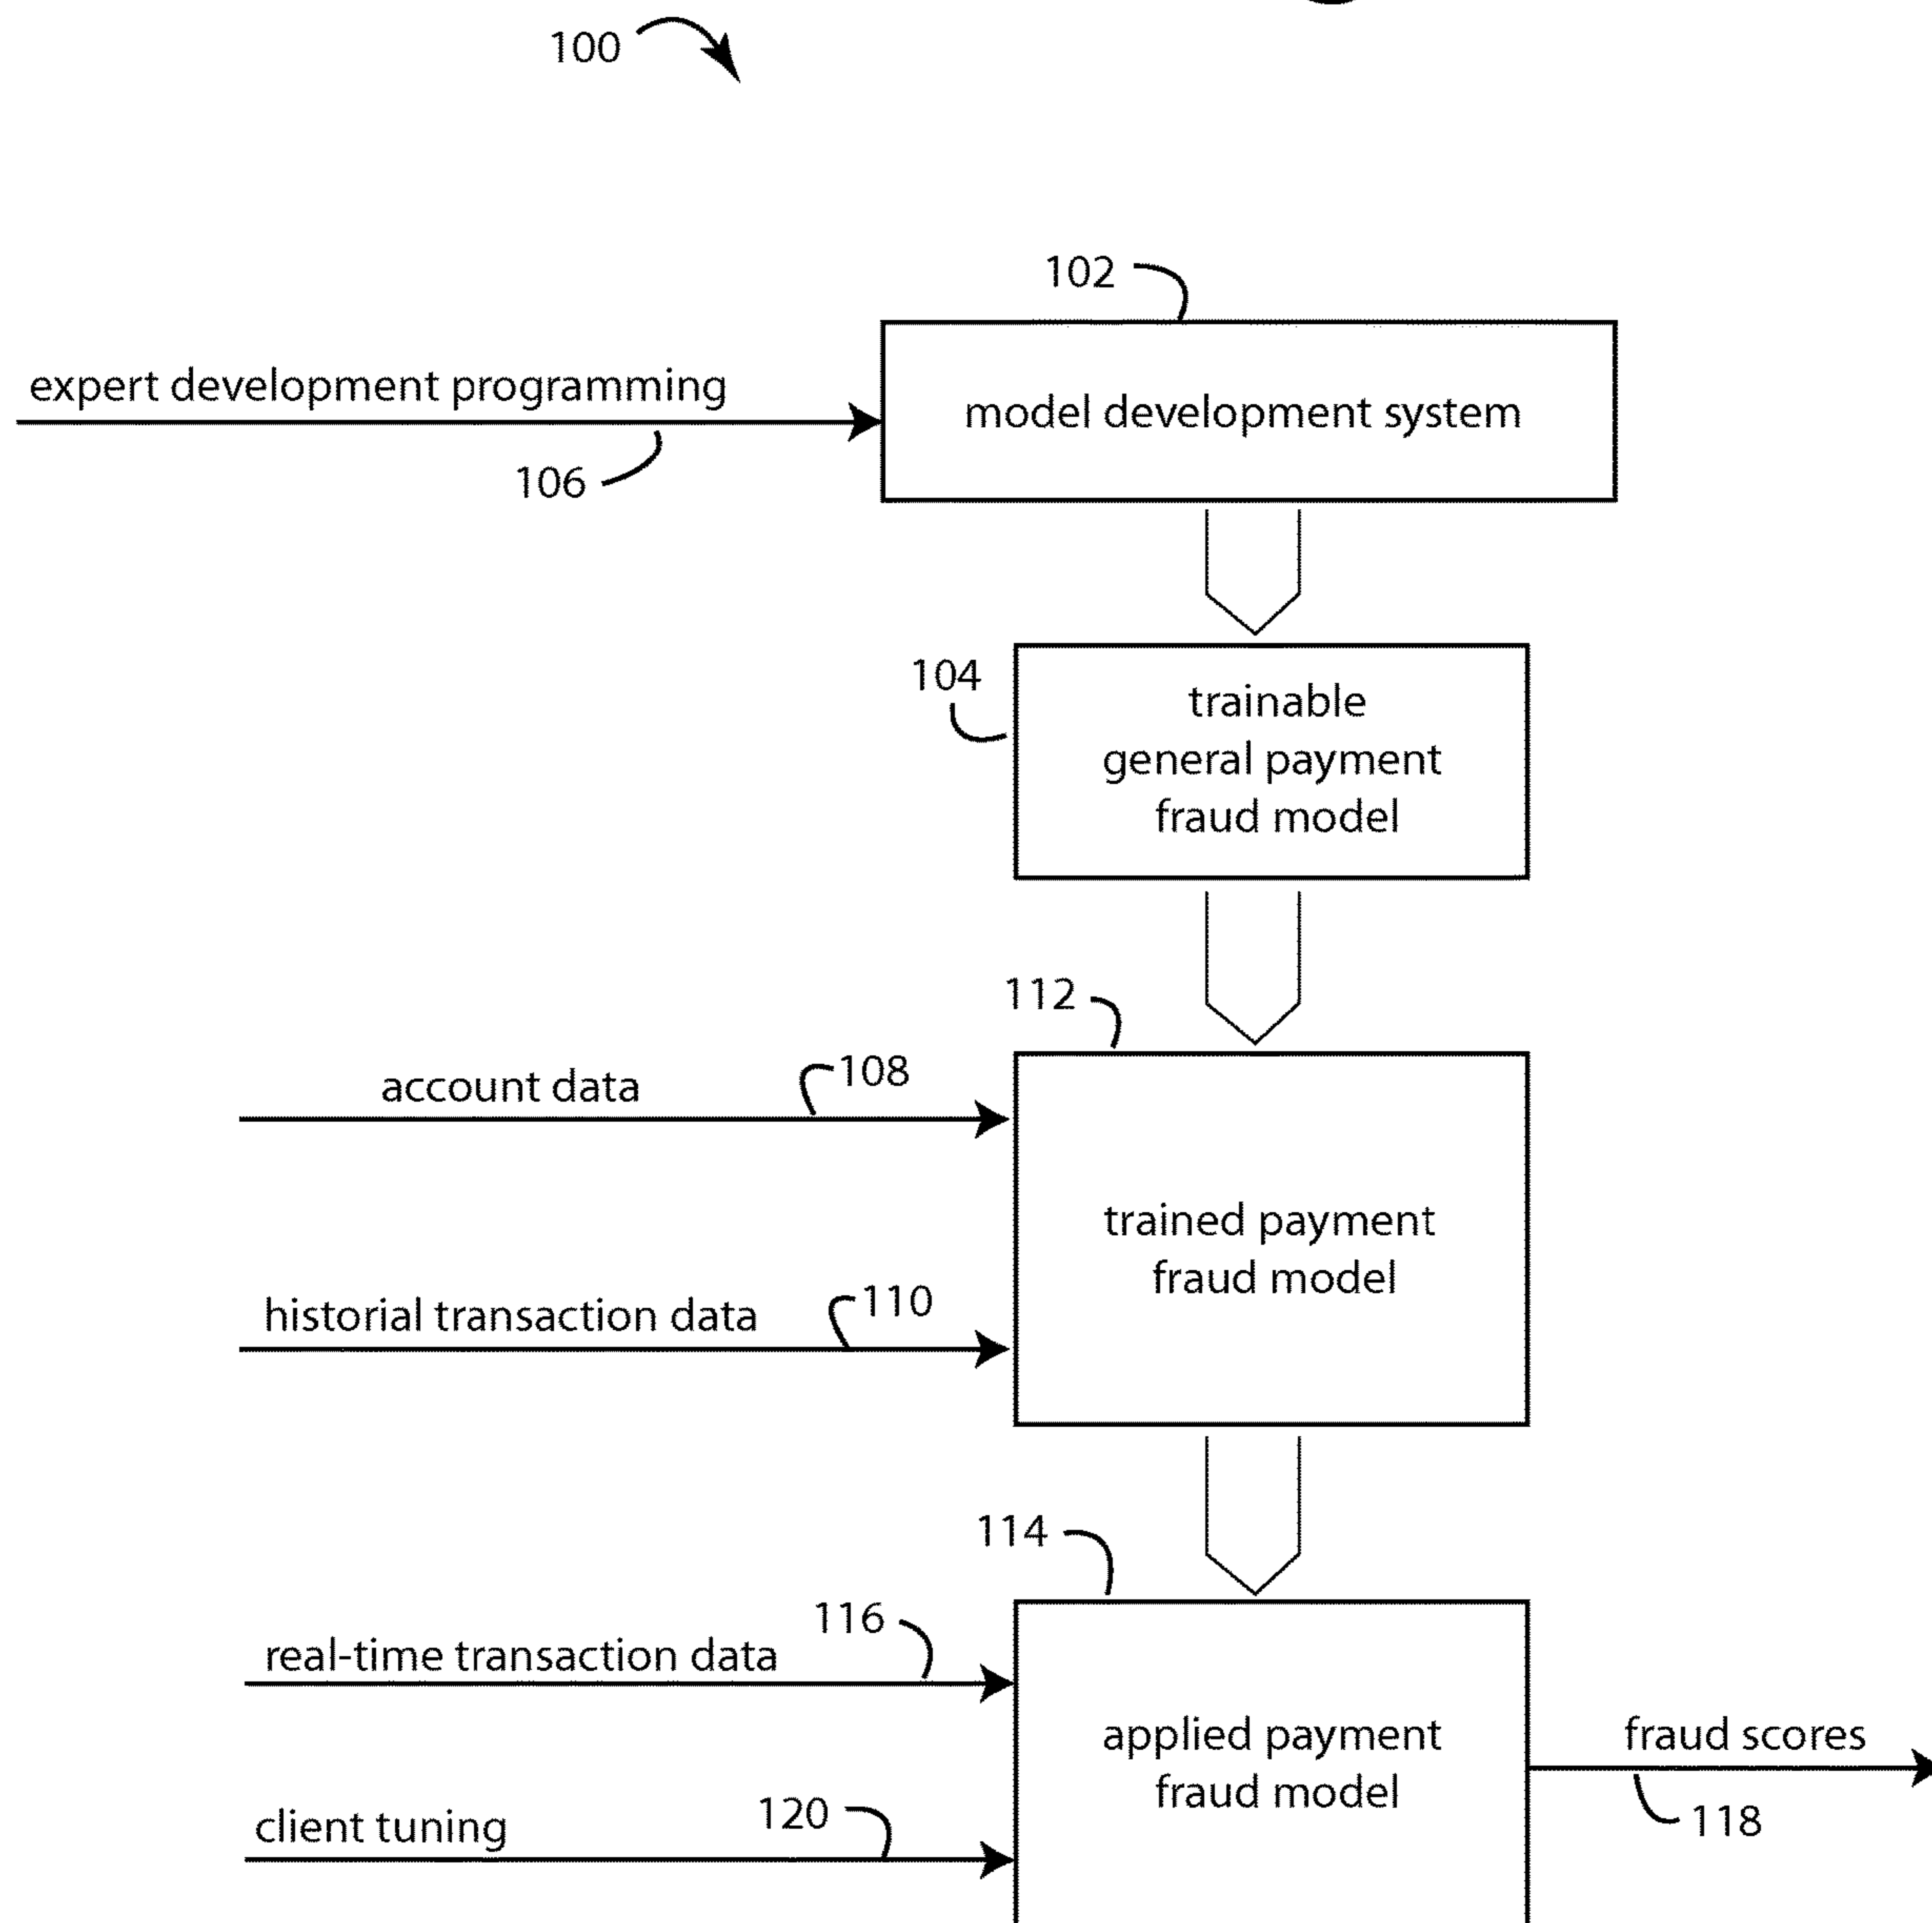 100
102
expert development programming
model development system
106
104
trainable
general payment
fraud model
112
account data
108
trained payment
fraud model
historial transaction data
110
114
116
real-time transaction data
applied payment
fraud model
fraud scores
client tuning
120
118